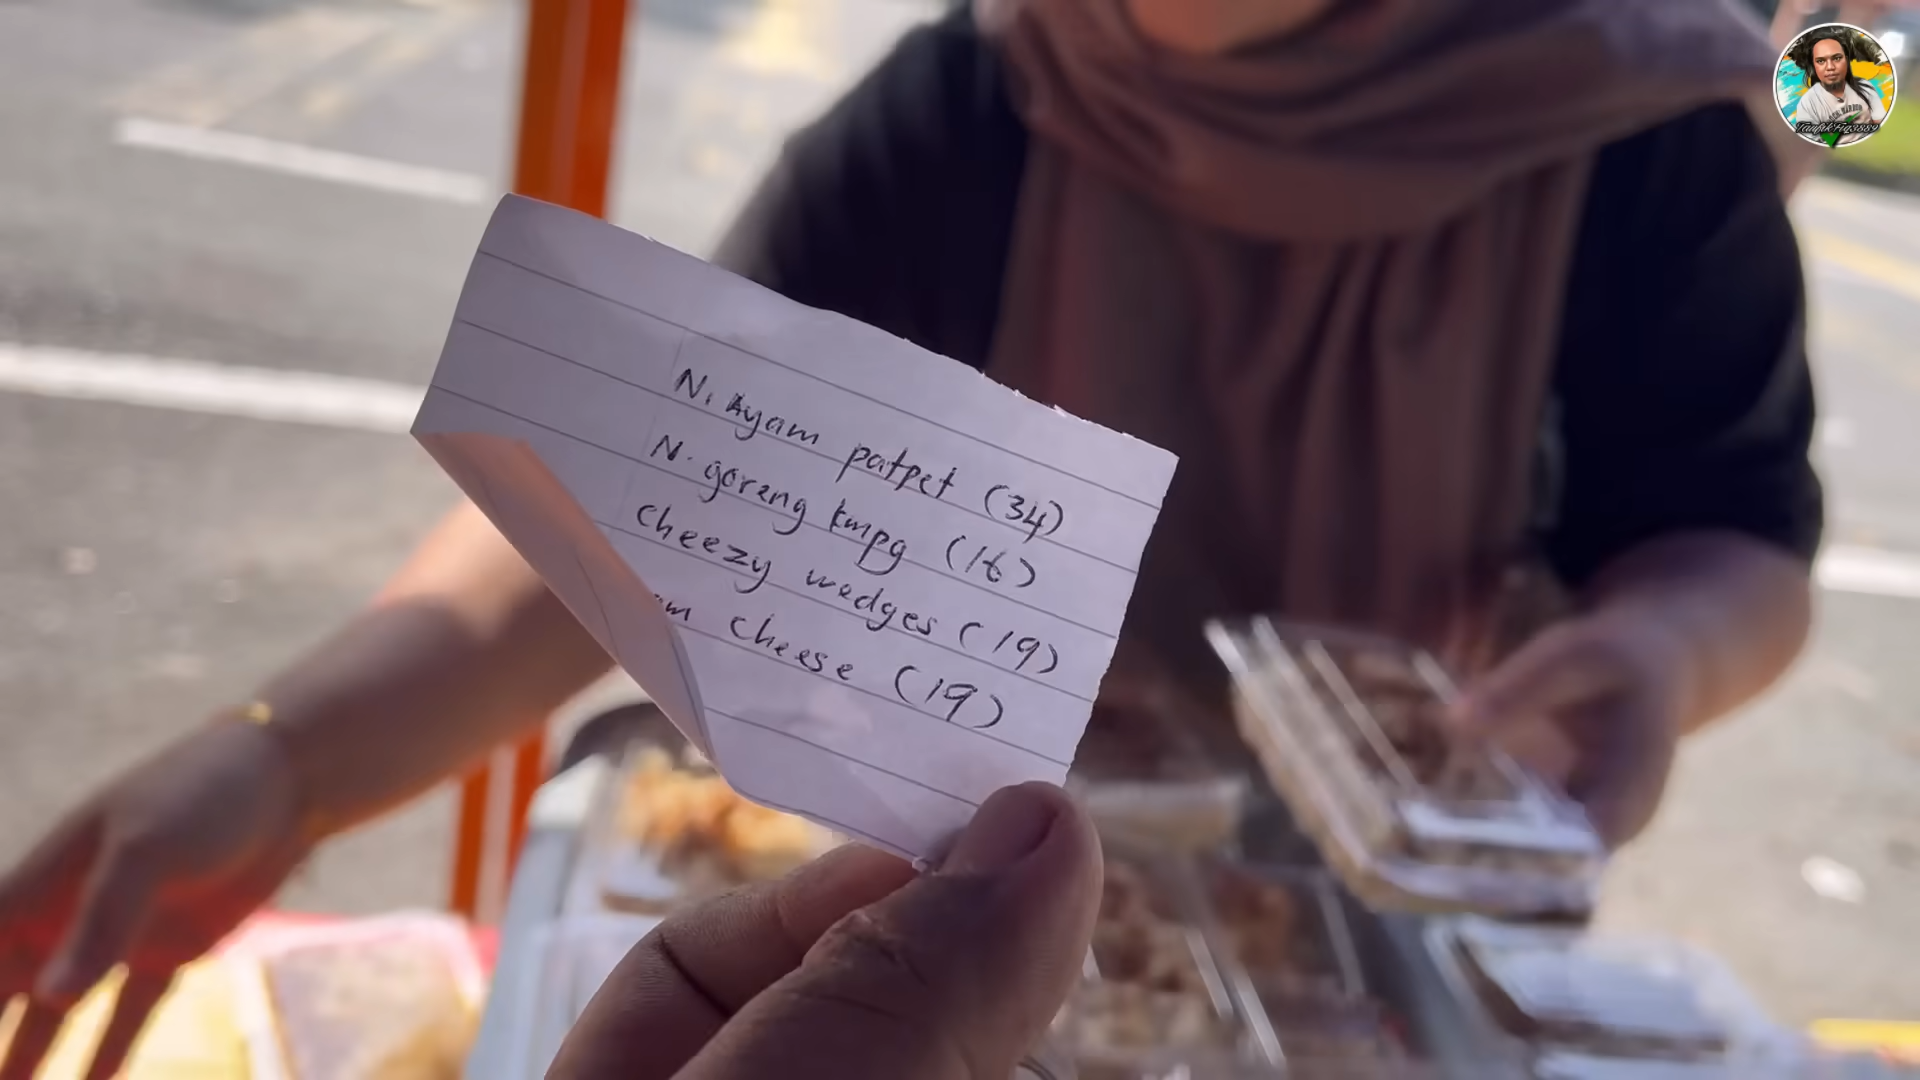 N. Ayam patpet (34)
N. goreng kmpg (16)
cheezy wedges (19)
cheese (19)